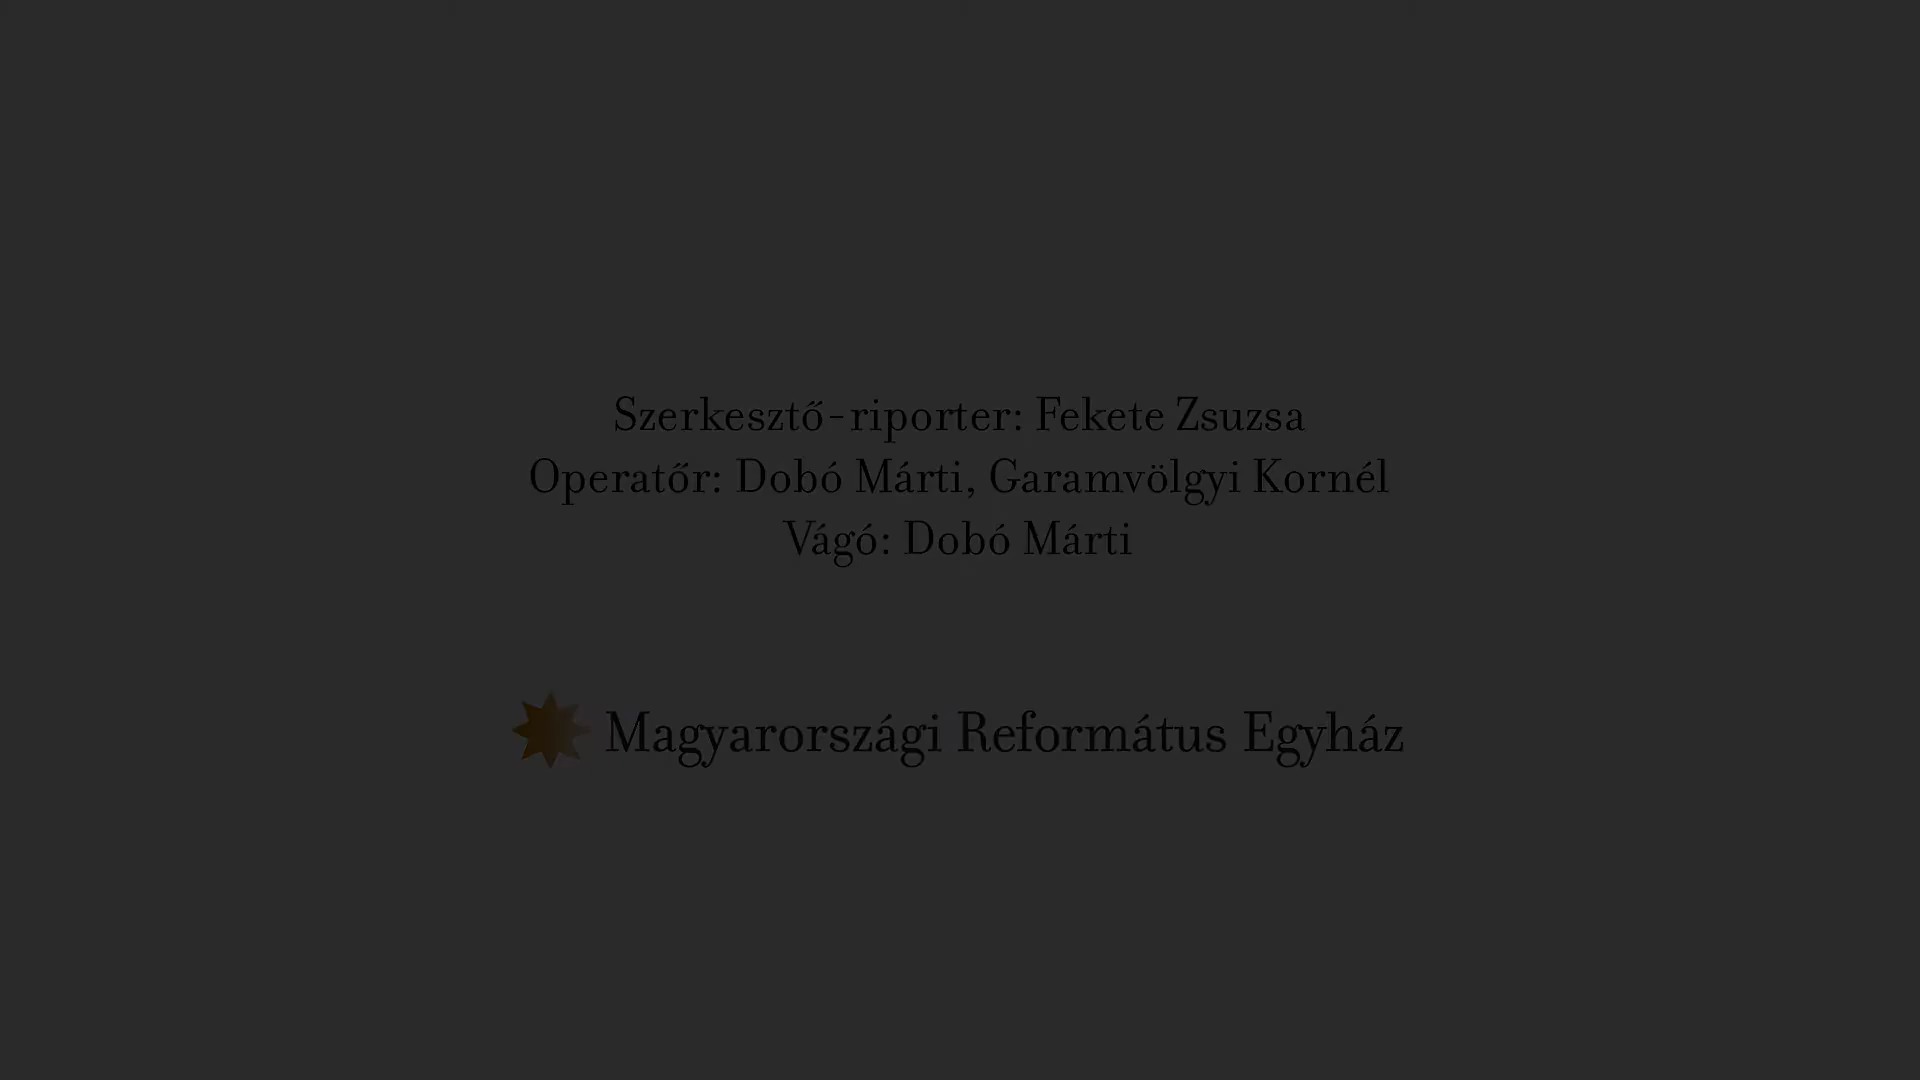 Szerkesztő-riporter: Fekete Zsuzsa
Operatőr: Dobó Márti, Garamvölgyi Kornél
Vágó: Dobó Márti
Magyarországi Református Egyház